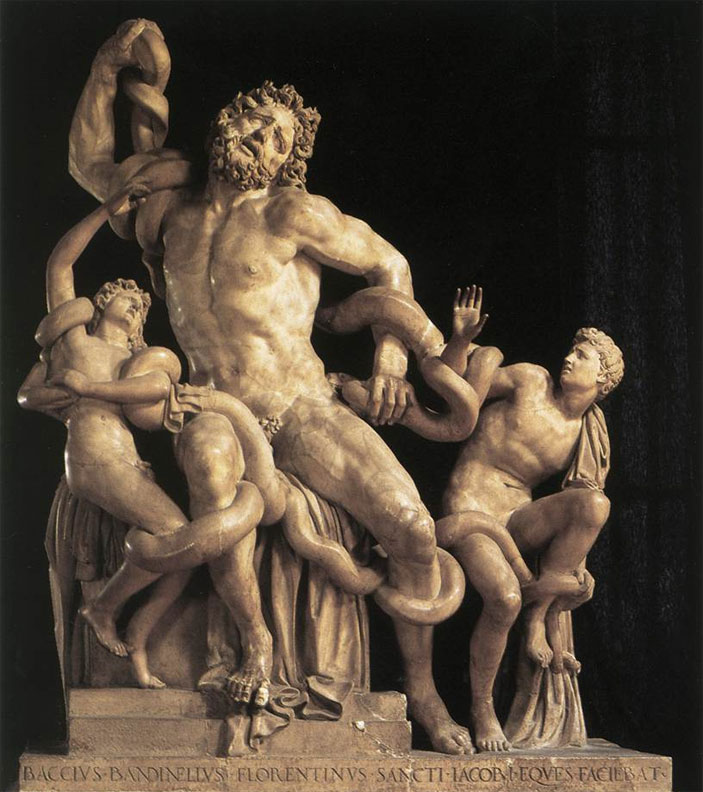 BACCIVS · BANDINELLVS · FLORENTINVS · SANCTI · IACOBI · EQVES · FACIEBAT ·